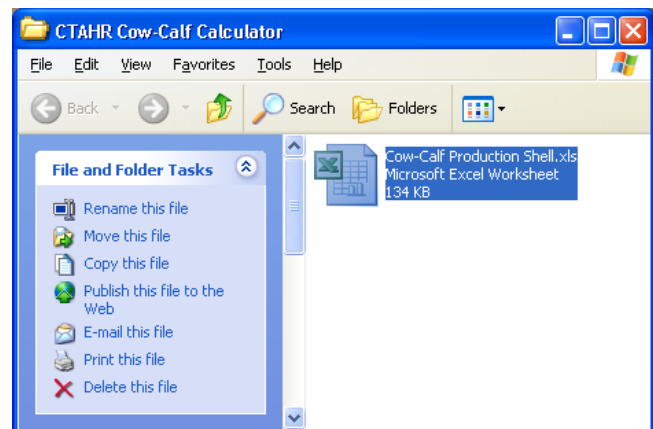 CTAHR Cow-Calf Calculator
File Edit View Favorites Tools Help
Back Search Folders
File and Folder Tasks
Rename this file
Move this file
Copy this file
Publish this file to the
Web
E-mail this file
Print this file
Delete this file
Cow-Calf Production Shell.xls
Microsoft Excel Worksheet
134 KB